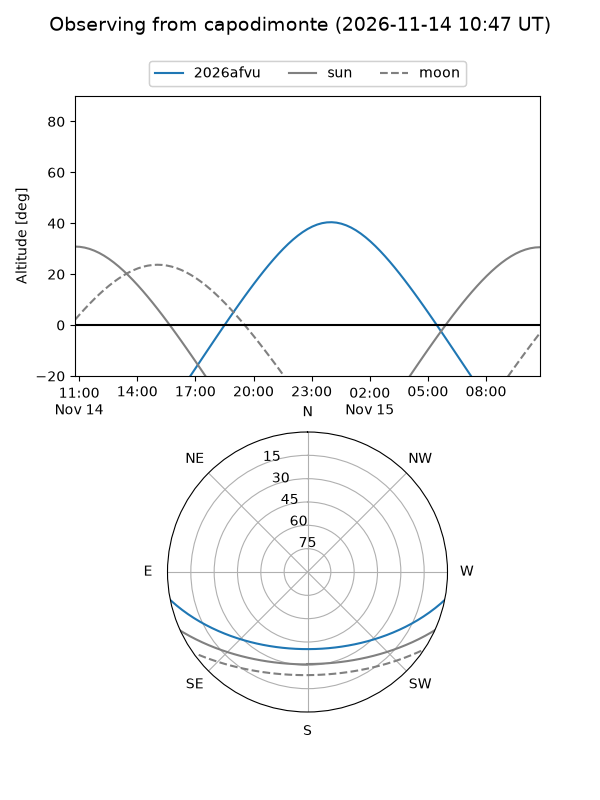 Observing from capodimonte (2026-11-14 10:47 UT)
2026afvu sun moon
Altitude [deg]
80
60
40
20
0
−20
11:00 14:00 17:00 20:00 23:00 02:00 05:00 08:00
Nov 14 Nov 15
N
NE NW
15
30
45
60
75
E W
SE SW
S